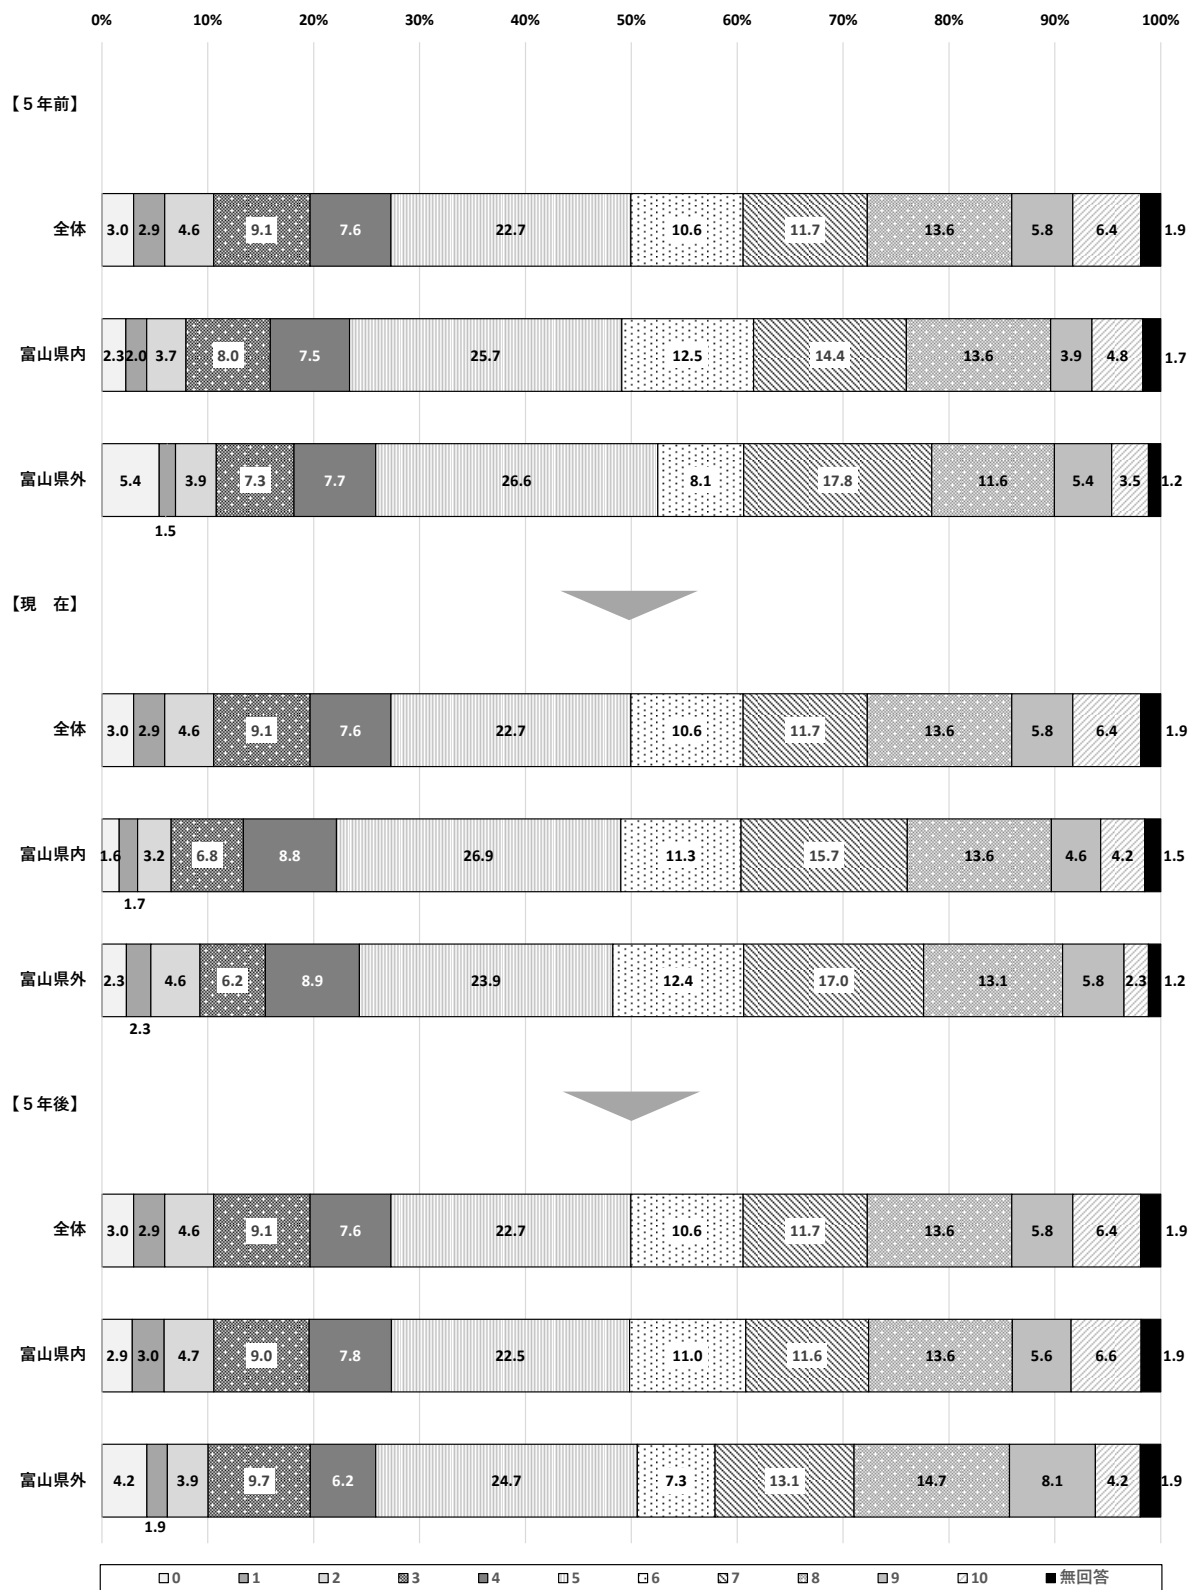 0% 10% 20% 30% 40% 50% 60% 70% 80% 90% 100%
【５年前】
全体 3.0 2.9 4.6 9.1 7.6 22.7 10.6 11.7 13.6 5.8 6.4 1.9
富山県内 2.3 2.0 3.7 8.0 7.5 25.7 12.5 14.4 13.6 3.9 4.8 1.7
富山県外 5.4 3.9 7.3 7.7 26.6 8.1 17.8 11.6 5.4 3.5 1.2
1.5
【現　在】
全体 3.0 2.9 4.6 9.1 7.6 22.7 10.6 11.7 13.6 5.8 6.4 1.9
富山県内 1.6 3.2 6.8 8.8 26.9 11.3 15.7 13.6 4.6 4.2 1.5
1.7
富山県外 2.3 4.6 6.2 8.9 23.9 12.4 17.0 13.1 5.8 2.3 1.2
2.3
【５年後】
全体 3.0 2.9 4.6 9.1 7.6 22.7 10.6 11.7 13.6 5.8 6.4 1.9
富山県内 2.9 3.0 4.7 9.0 7.8 22.5 11.0 11.6 13.6 5.6 6.6 1.9
富山県外 4.2 3.9 9.7 6.2 24.7 7.3 13.1 14.7 8.1 4.2 1.9
1.9
0 1 2 3 4 5 6 7 8 9 10 無回答